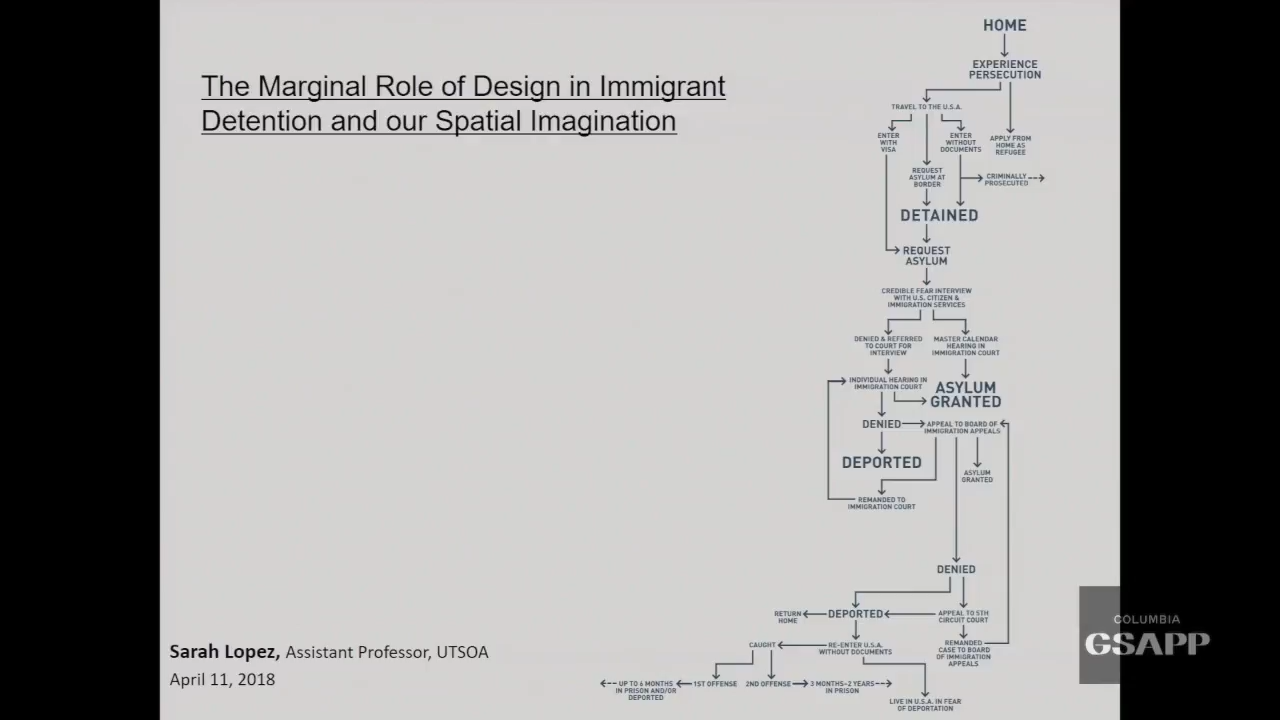 The Marginal Role of Design in Immigrant
Detention and our Spatial Imagination
HOME
EXPERIENCE
PERSECUTION
TRAVEL TO THE U.S.A.
ENTER
WITH
VISA
ENTER
WITHOUT
DOCUMENTS
APPLY FROM
HOME AS
REFUGEE
REQUEST
ASYLUM AT
BORDER
CRIMINALLY
PROSECUTED
DETAINED
REQUEST
ASYLUM
CREDIBLE FEAR INTERVIEW
WITH U.S. CITIZEN &
IMMIGRATION SERVICES
DENIED & REFERRED
TO COURT FOR
INTERVIEW
MASTER CALENDAR
HEARING IN
IMMIGRATION COURT
INDIVIDUAL HEARING IN
IMMIGRATION COURT
ASYLUM
GRANTED
DENIED
APPEAL TO BOARD OF
IMMIGRATION APPEALS
DEPORTED
ASYLUM
GRANTED
REMANDED TO
IMMIGRATION COURT
DENIED
RETURN
HOME
DEPORTED
APPEAL TO 5TH
CIRCUIT COURT
CAUGHT
RE-ENTER U.S.A.
WITHOUT DOCUMENTS
REMANDED
CASE TO BOARD
OF IMMIGRATION
APPEALS
UP TO 6 MONTHS
IN PRISON AND/OR
DEPORTED
1ST OFFENSE
2ND OFFENSE
3 MONTHS-2 YEARS
IN PRISON
LIVE IN U.S.A. IN FEAR
OF DEPORTATION
Sarah Lopez, Assistant Professor, UTSOA
April 11, 2018
COLUMBIA
GSAPP